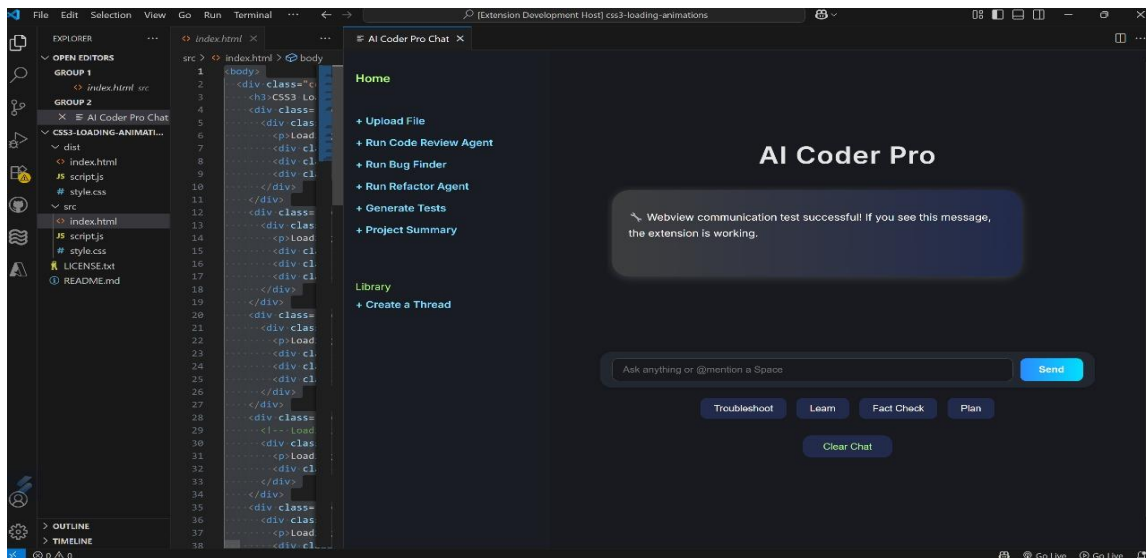 File Edit Selection View Go Run Terminal ··· [Extension Development Host] css3-loading-animations
EXPLORER ···
OPEN EDITORS
GROUP 1
index.html src
GROUP 2
AI Coder Pro Chat
CSS3-LOADING-ANIMATI...
dist
index.html
JS script.js
# style.css
src
index.html
JS script.js
# style.css
LICENSE.txt
README.md
OUTLINE
TIMELINE
index.html
src > index.html > body
1 <body>
2 <div class="c
3 <h3>CSS3 Lo
4 <div class=
5 <div clas
6 <p>Load
7 <div cl
8 <div cl
9 <div cl
10 </div>
11 </div>
12 <div class=
13 <div clas
14 <p>Load
15 <div cl
16 <div cl
17 <div cl
18 </div>
19 </div>
20 <div class=
21 <div clas
22 <p>Load
23 <div cl
24 <div cl
25 <div cl
26 </div>
27 </div>
28 <div class=
29 <!-- Load
30 <div clas
31 <p>Load
32 <div cl
33 </div>
34 </div>
35 <div class=
36 <div clas
37 <p>Load
38 <div cl
AI Coder Pro Chat
Home
+ Upload File
+ Run Code Review Agent
+ Run Bug Finder
+ Run Refactor Agent
+ Generate Tests
+ Project Summary
Library
+ Create a Thread
AI Coder Pro
🔧 Webview communication test successful! If you see this message,
the extension is working.
Ask anything or @mention a Space
Send
Troubleshoot Learn Fact Check Plan
Clear Chat
0 0 Go Live Go Live